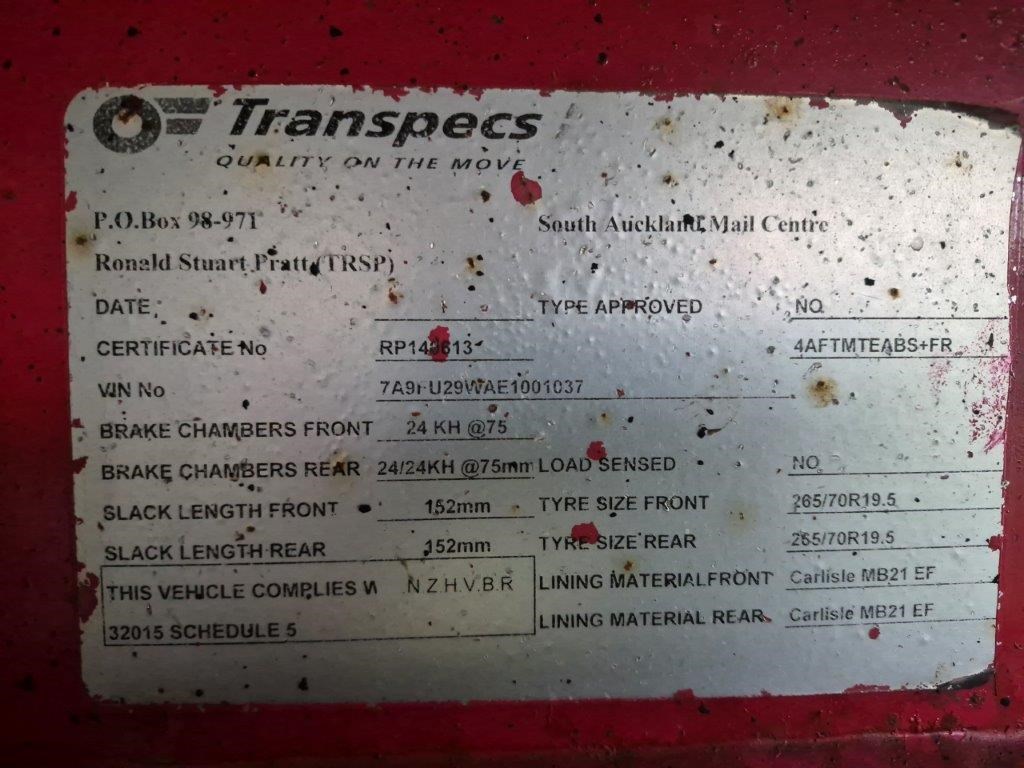 Transpecs
QUALITY ON THE MOVE
P.O.Box 98-971 South Auckland Mail Centre
Ronald Stuart Pratt (TRSP)
DATE TYPE APPROVED NO
CERTIFICATE No 4AFTMTEABS+FR
VIN No
BRAKE CHAMBERS FRONT 24 KH @75
BRAKE CHAMBERS REAR 24/24KH @75mm LOAD SENSED NO
SLACK LENGTH FRONT 152mm TYRE SIZE FRONT 265/70R19.5
SLACK LENGTH REAR 152mm TYRE SIZE REAR 265/70R19.5
THIS VEHICLE COMPLIES W N.Z.H.V.B.R LINING MATERIAL FRONT Carlisle MB21 EF
32015 SCHEDULE 5 LINING MATERIAL REAR Carlisle MB21 EF